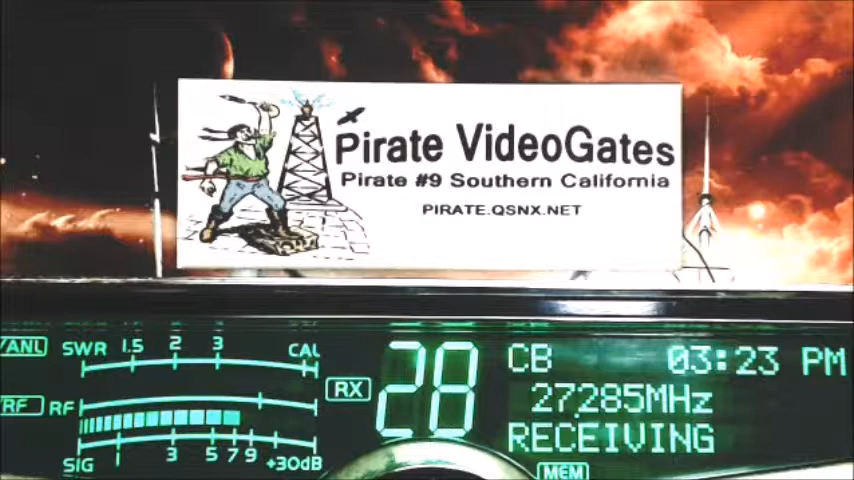 Pirate VideoGates
Pirate #9 Southern California
PIRATE.QSNX.NET
/ANL SWR 1.5 2 3 CAL
28
CB 03:23 PM
RX
27.285MHz
RF RF
RECEIVING
SIG 1 3 5 7 9 +30dB
MEM